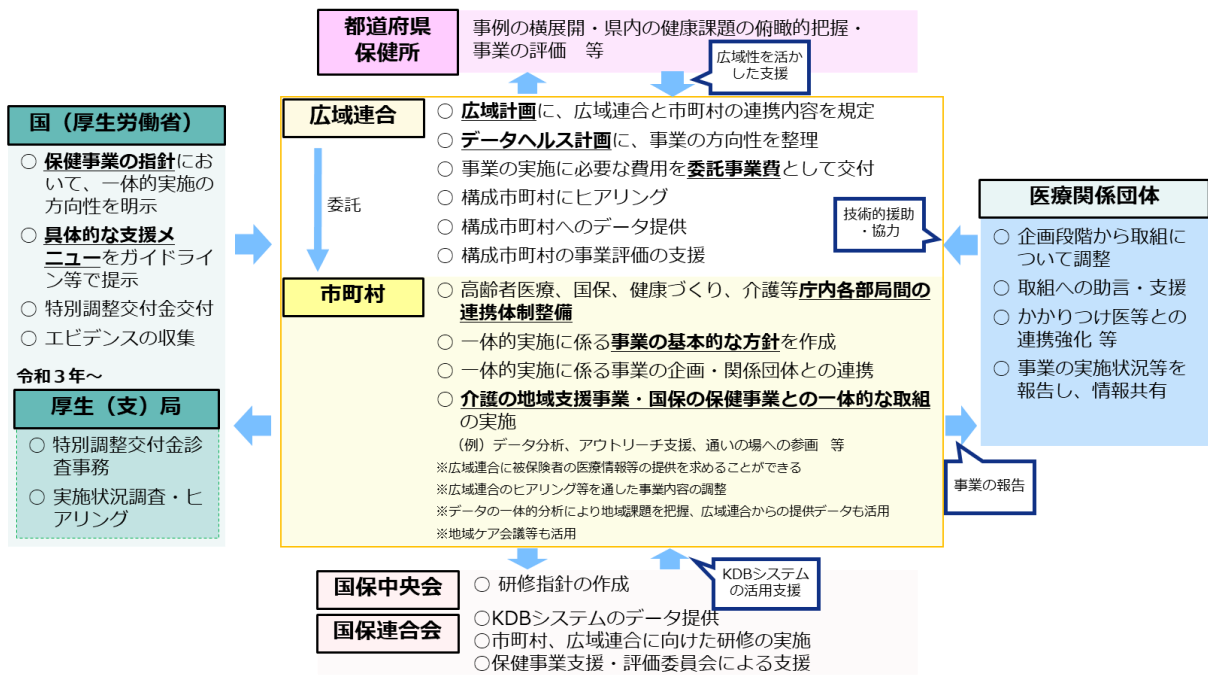 都道府県
保健所
事例の横展開・県内の健康課題の俯瞰的把握・
事業の評価　等
広域性を活か
した支援
国（厚生労働省）
○ 保健事業の指針にお
いて、一体的実施の
方向性を明示
○ 具体的な支援メ
ニューをガイドライ
ン等で提示
○ 特別調整交付金交付
○ エビデンスの収集
令和３年～
厚生（支）局
○ 特別調整交付金診
査事務
○ 実施状況調査・ヒ
アリング
広域連合
○ 広域計画に、広域連合と市町村の連携内容を規定
○ データヘルス計画に、事業の方向性を整理
○ 事業の実施に必要な費用を委託事業費として交付
○ 構成市町村にヒアリング
○ 構成市町村へのデータ提供
○ 構成市町村の事業評価の支援
委託
市町村
○ 高齢者医療、国保、健康づくり、介護等庁内各部局間の
連携体制整備
○ 一体的実施に係る事業の基本的な方針を作成
○ 一体的実施に係る事業の企画・関係団体との連携
○ 介護の地域支援事業・国保の保健事業との一体的な取組
の実施
（例）データ分析、アウトリーチ支援、通いの場への参画　等
※広域連合に被保険者の医療情報等の提供を求めることができる
※広域連合のヒアリング等を通した事業内容の調整
※データの一体的分析により地域課題を把握、広域連合からの提供データも活用
※地域ケア会議等も活用
技術的援助
・協力
医療関係団体
○ 企画段階から取組に
ついて調整
○ 取組への助言・支援
○ かかりつけ医等との
連携強化 等
○ 事業の実施状況等を
報告し、情報共有
事業の報告
国保中央会
○ 研修指針の作成
KDBシステム
の活用支援
国保連合会
○KDBシステムのデータ提供
○市町村、広域連合に向けた研修の実施
○保健事業支援・評価委員会による支援